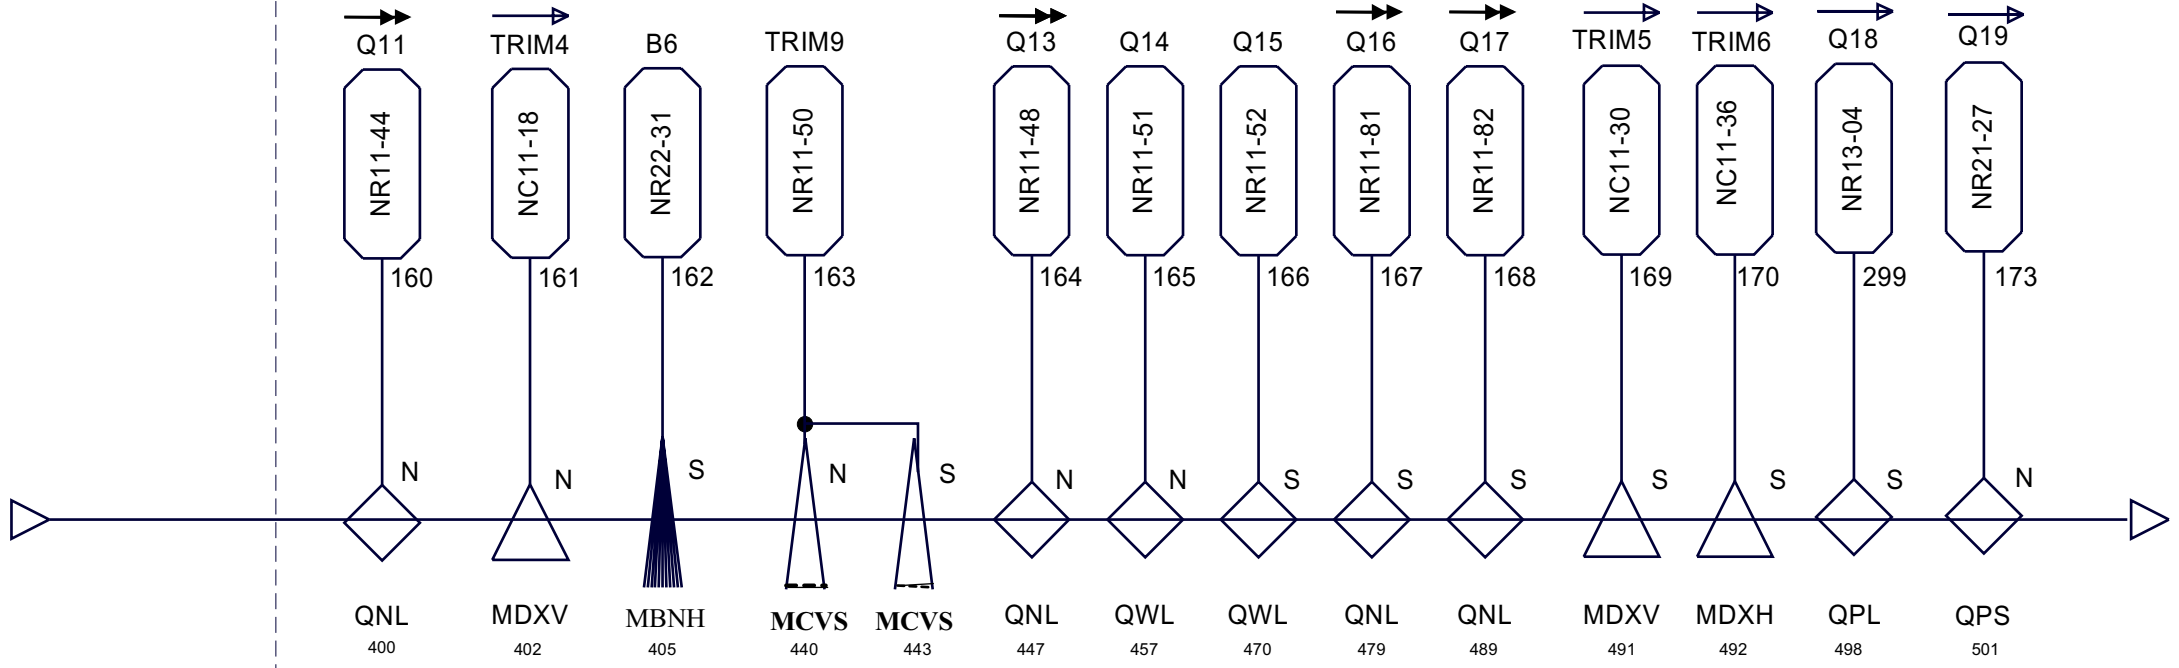 Q11 TRIM4 B6 TRIM9 Q13 Q14 Q15 Q16 Q17 TRIM5 TRIM6 Q18 Q19
NR11-44 NC11-18 NR22-31 NR11-50 NR11-48 NR11-51 NR11-52 NR11-81 NR11-82 NC11-30 NC11-36 NR13-04 NR21-27
160 161 162 163 164 165 166 167 168 169 170 299 173
N N S N S N N S S S S S S N
QNL MDXV MBNH MCVS MCVS QNL QWL QWL QNL QNL MDXV MDXH QPL QPS
400 402 405 440 443 447 457 470 479 489 491 492 498 501